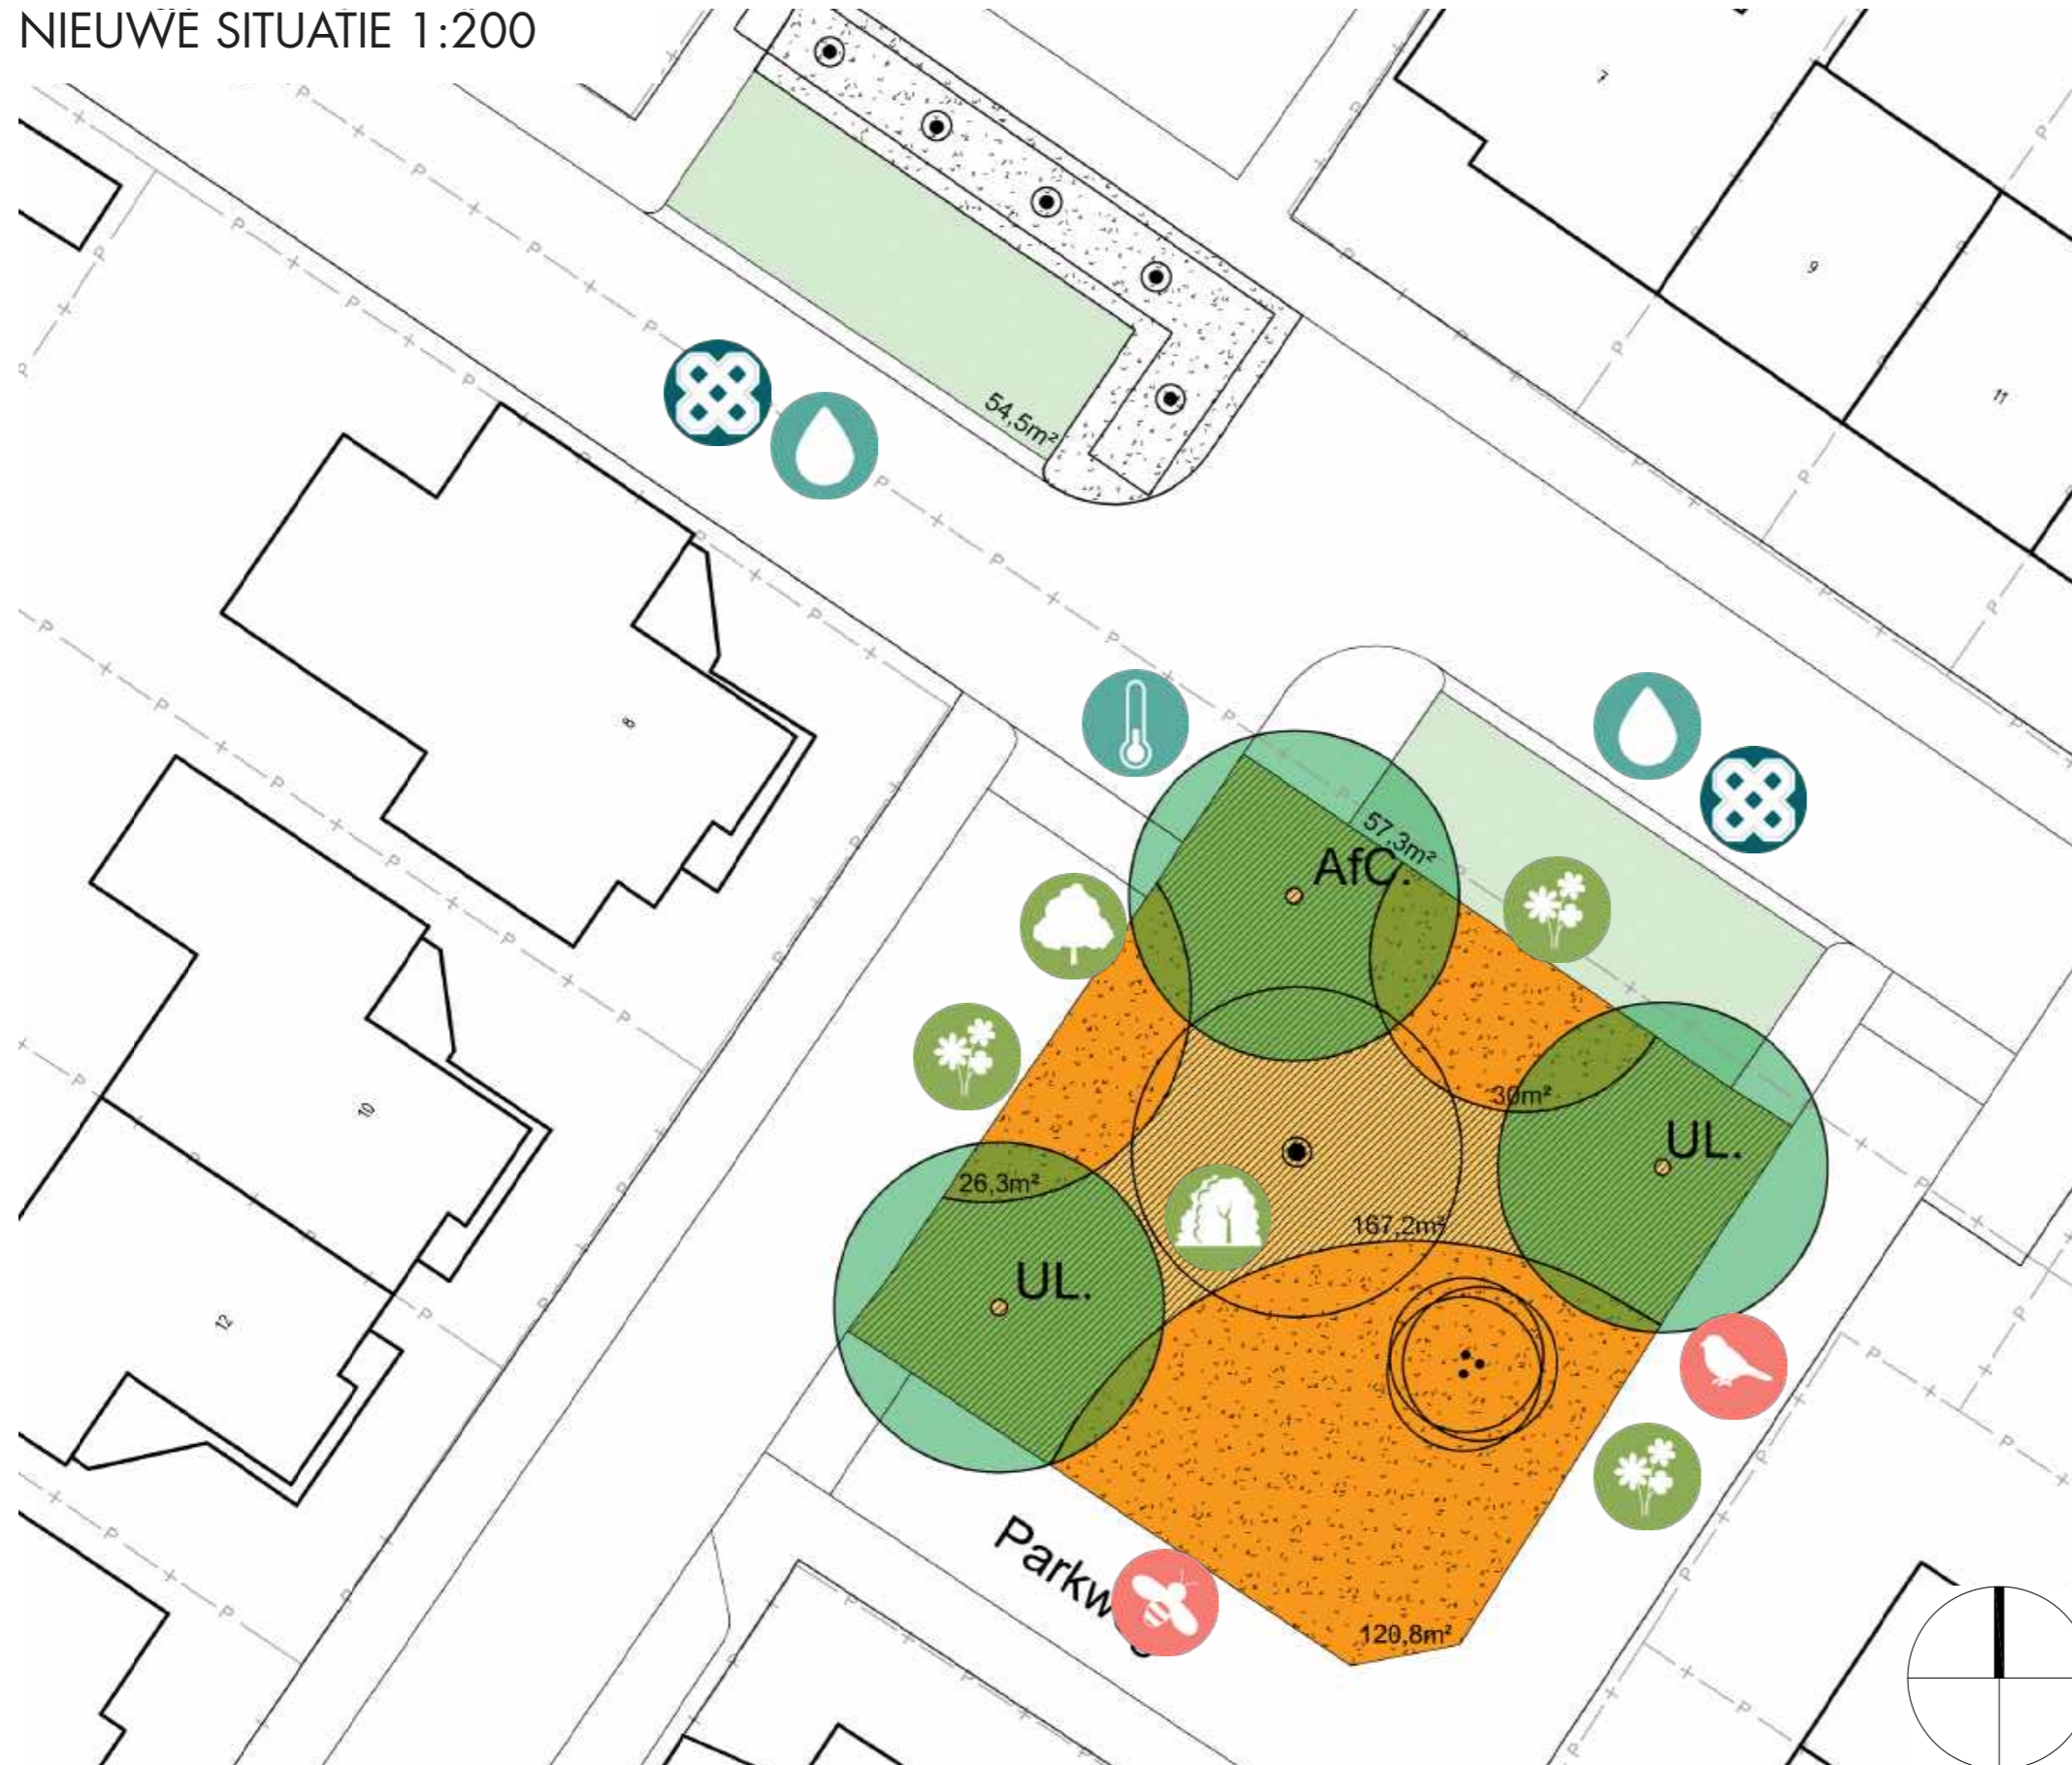 NIEUWE SITUATIE 1:200
7
9
11
54,5m²
8
57,3m²
AfC.
30m²
UL.
10
26,3m²
167,2m²
UL.
12
Parkw
120,8m²